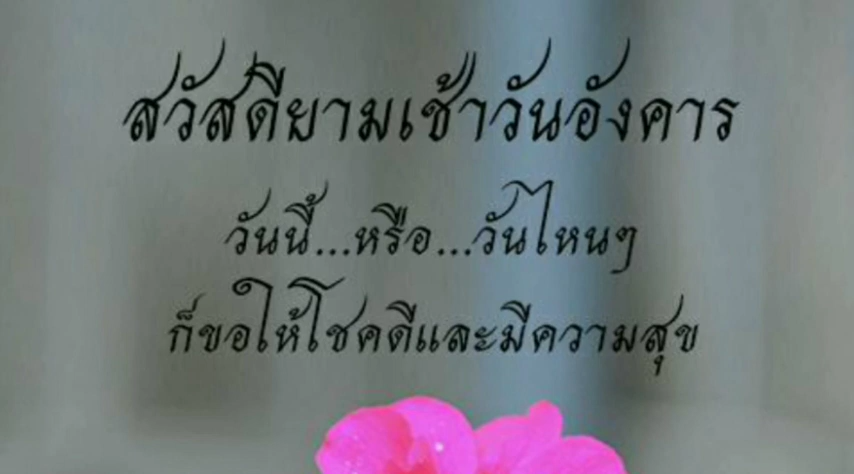 สวัสดียามเช้าวันอังคาร
วันนี้...หรือ...วันไหนๆ
ก็ขอให้โชคดีและมีความสุข